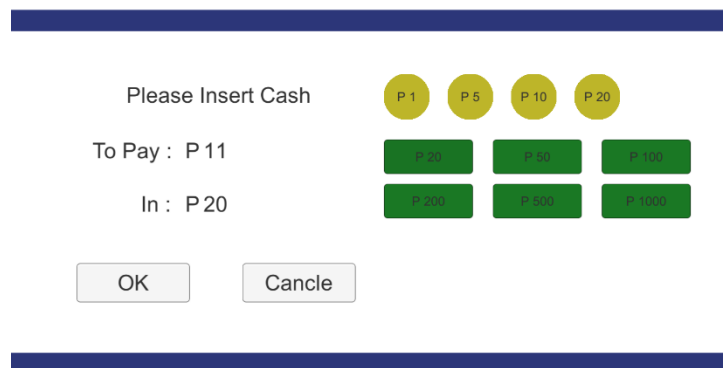 Please Insert Cash
P 1 P 5 P 10 P 20
To Pay : P 11
P 20 P 50 P 100
In : P 20
P 200 P 500 P 1000
OK Cancle